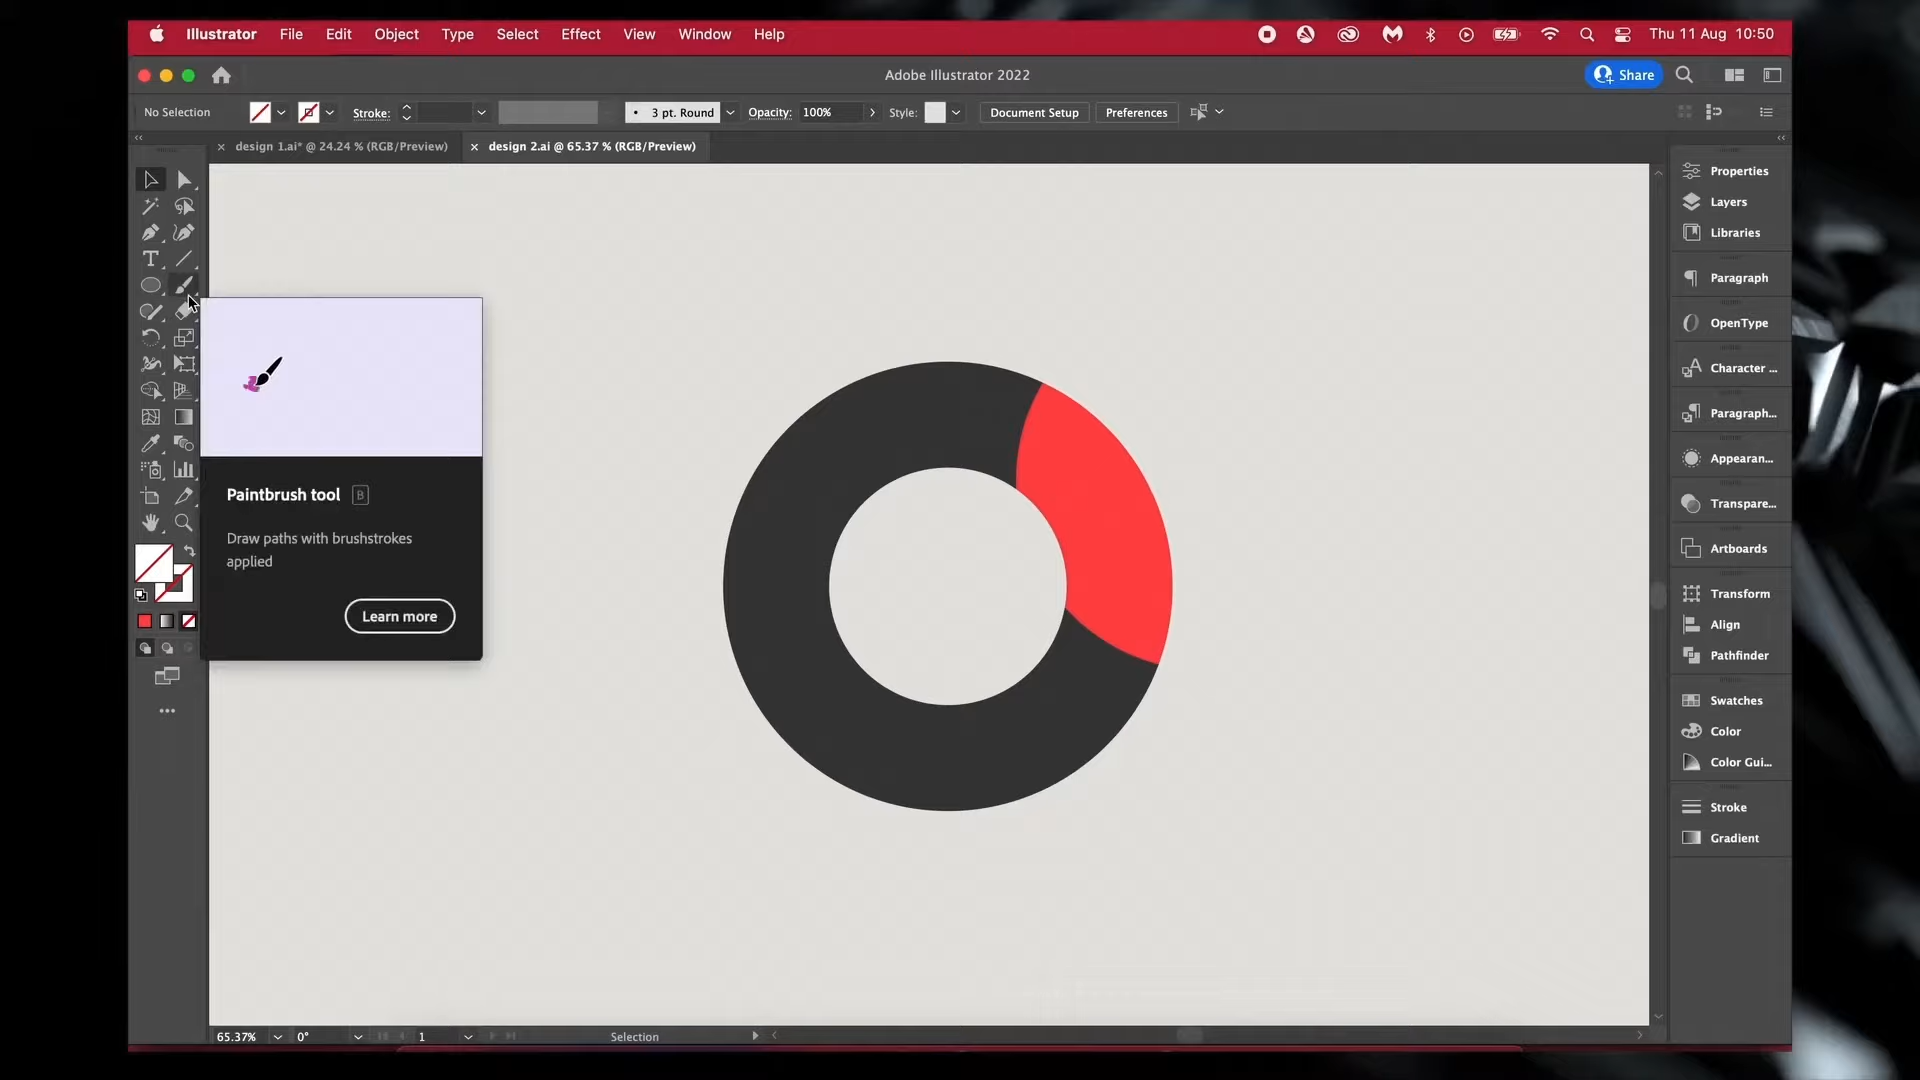 Illustrator File Edit Object Type Select Effect View Window Help Thu 11 Aug 10:50
Adobe Illustrator 2022 Share
No Selection Stroke: 3 pt. Round Opacity: 100% Style: Document Setup Preferences
design 1.ai* @ 24.24 % (RGB/Preview) design 2.ai @ 65.37 % (RGB/Preview)
Properties
Layers
Libraries
Paragraph
OpenType
Character ...
Paragraph...
Appearan...
Transpare...
Artboards
Transform
Align
Pathfinder
Swatches
Color
Color Gui...
Stroke
Gradient
Paintbrush tool B
Draw paths with brushstrokes
applied
Learn more
65.37% 0° 1 Selection